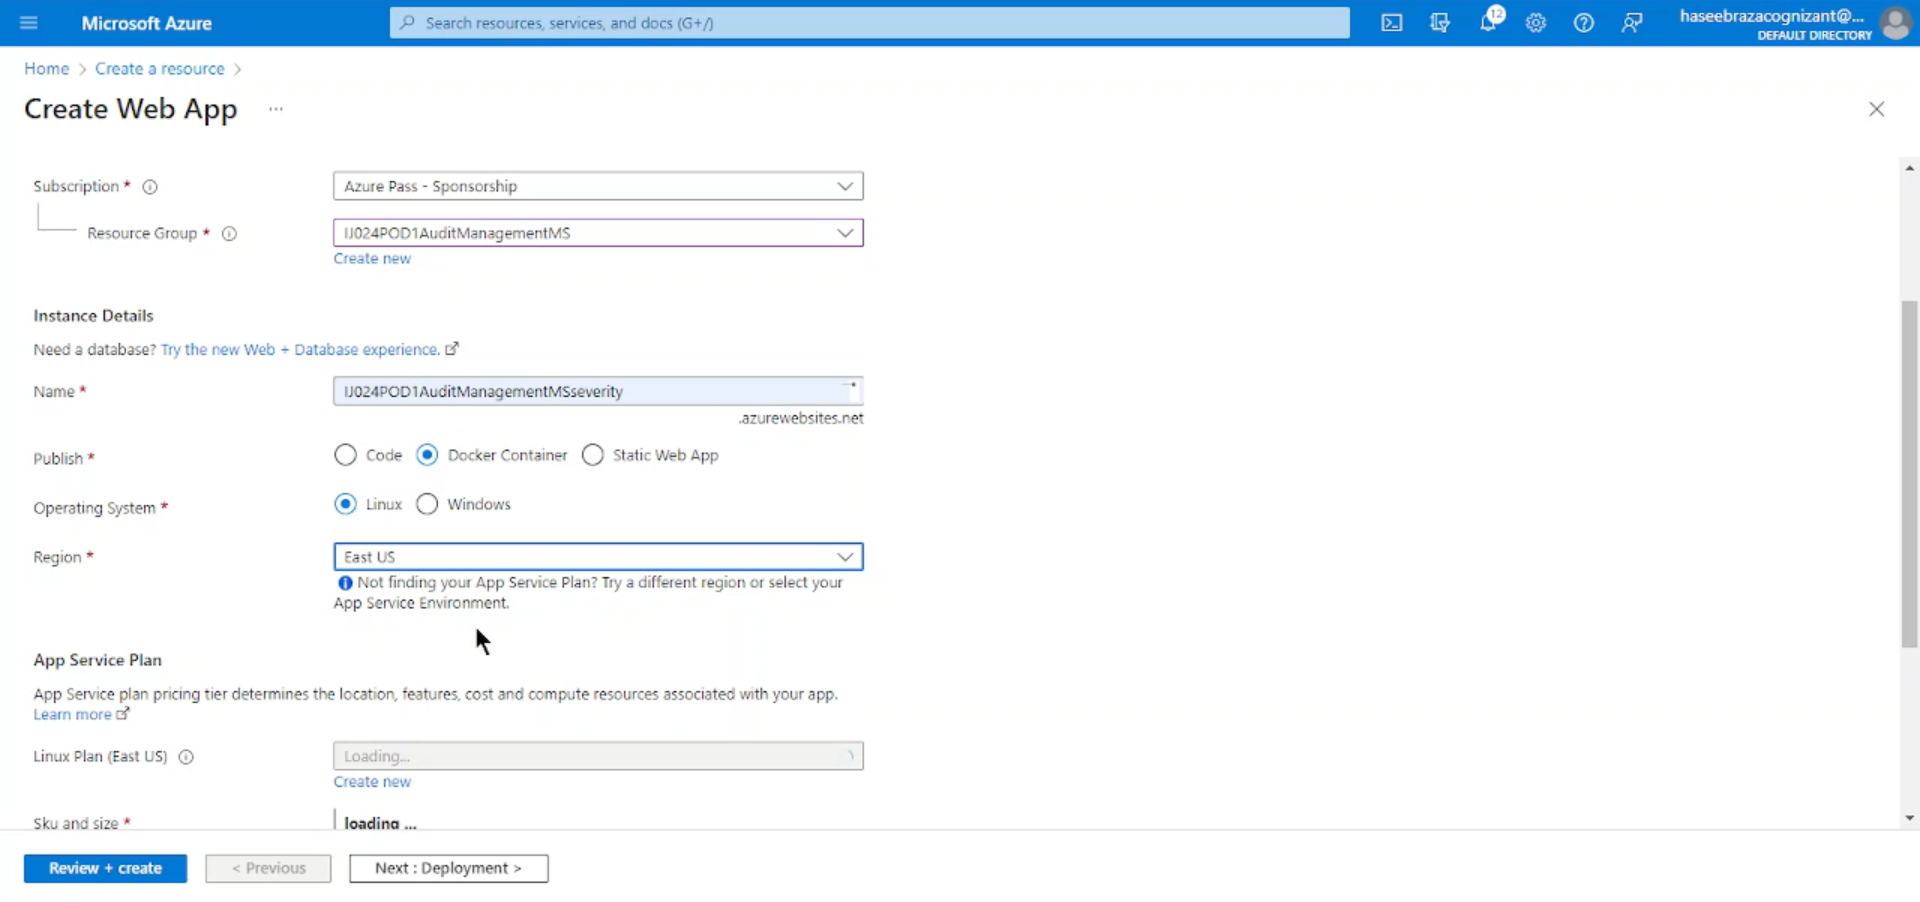 Microsoft Azure
Search resources, services, and docs (G+/)
12
haseebrazacognizant@...
DEFAULT DIRECTORY
Home > Create a resource >
Create Web App ...
Subscription *
Azure Pass - Sponsorship
Resource Group *
IJ024POD1AuditManagementMS
Create new
Instance Details
Need a database? Try the new Web + Database experience.
Name *
IJ024POD1AuditManagementMSseverity
.azurewebsites.net
Publish *
Code Docker Container Static Web App
Operating System *
Linux Windows
Region *
East US
Not finding your App Service Plan? Try a different region or select your
App Service Environment.
App Service Plan
App Service plan pricing tier determines the location, features, cost and compute resources associated with your app.
Learn more
Linux Plan (East US)
Loading...
Create new
Sku and size *
loading ...
Review + create
< Previous
Next : Deployment >